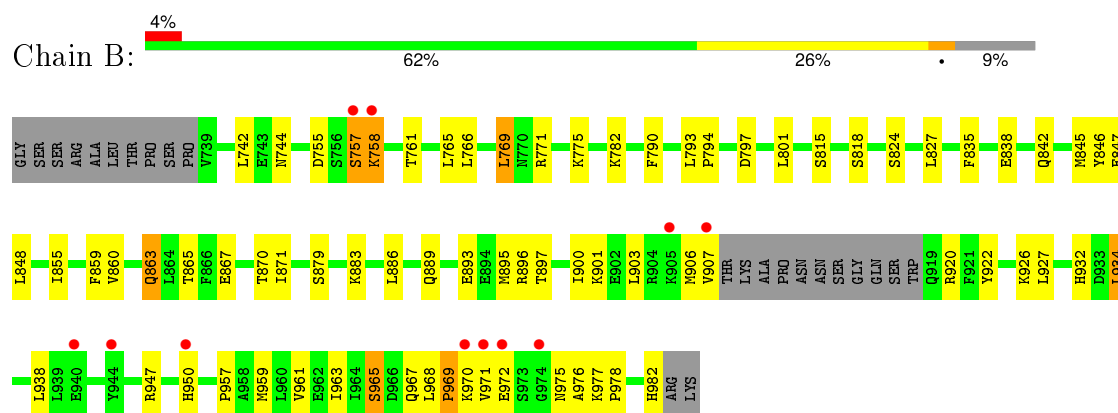 4%
Chain B:
62% 26% • 9%
GLY SER SER ARG ALA LEU THR PRO SER PRO V739 L742 E743 N744 D755 S756 S757 K758 T761 L765 L766 L769 N770 R771 K775 K782 F790 L793 P794 D797 L801 S815 S818 S824 L827 F835 E838 Q842 M845 Y846 E847
L848 I855 F859 V860 Q863 L864 T865 F866 E867 T870 I871 S879 K883 L886 Q889 E893 E894 M895 R896 T897 I900 K901 E902 L903 R904 K905 M906 V907 THR LYS ALA PRO ASN ASN SER GLY GLN SER TRP Q919 R920 F921 Y922 K926 L927 H932 D933 L934
L938 L939 E940 Y944 R947 H950 P957 A958 M959 L960 V961 E962 I963 I964 S965 D966 Q967 L968 P969 K970 V971 E972 S973 G974 N975 A976 K977 P978 H982 ARG LYS